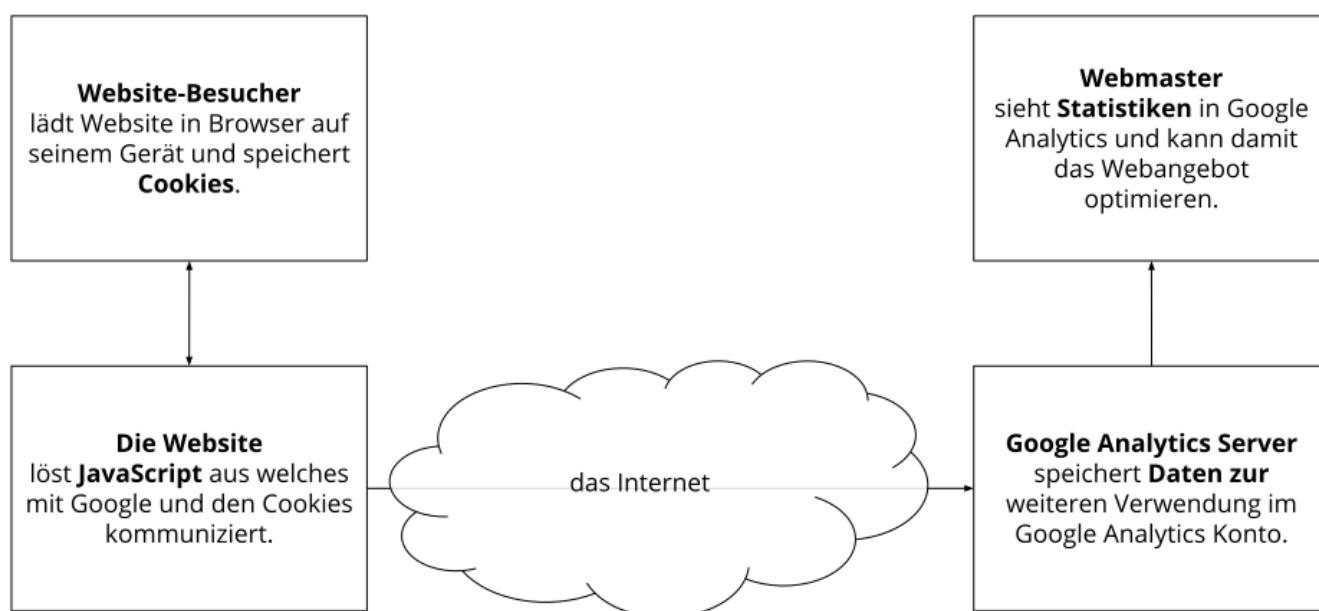 Website-Besucher
lädt Website in Browser auf
seinem Gerät und speichert
Cookies.
Webmaster
sieht Statistiken in Google
Analytics und kann damit
das Webangebot
optimieren.
Die Website
löst JavaScript aus welches
mit Google und den Cookies
kommuniziert.
das Internet
Google Analytics Server
speichert Daten zur
weiteren Verwendung im
Google Analytics Konto.